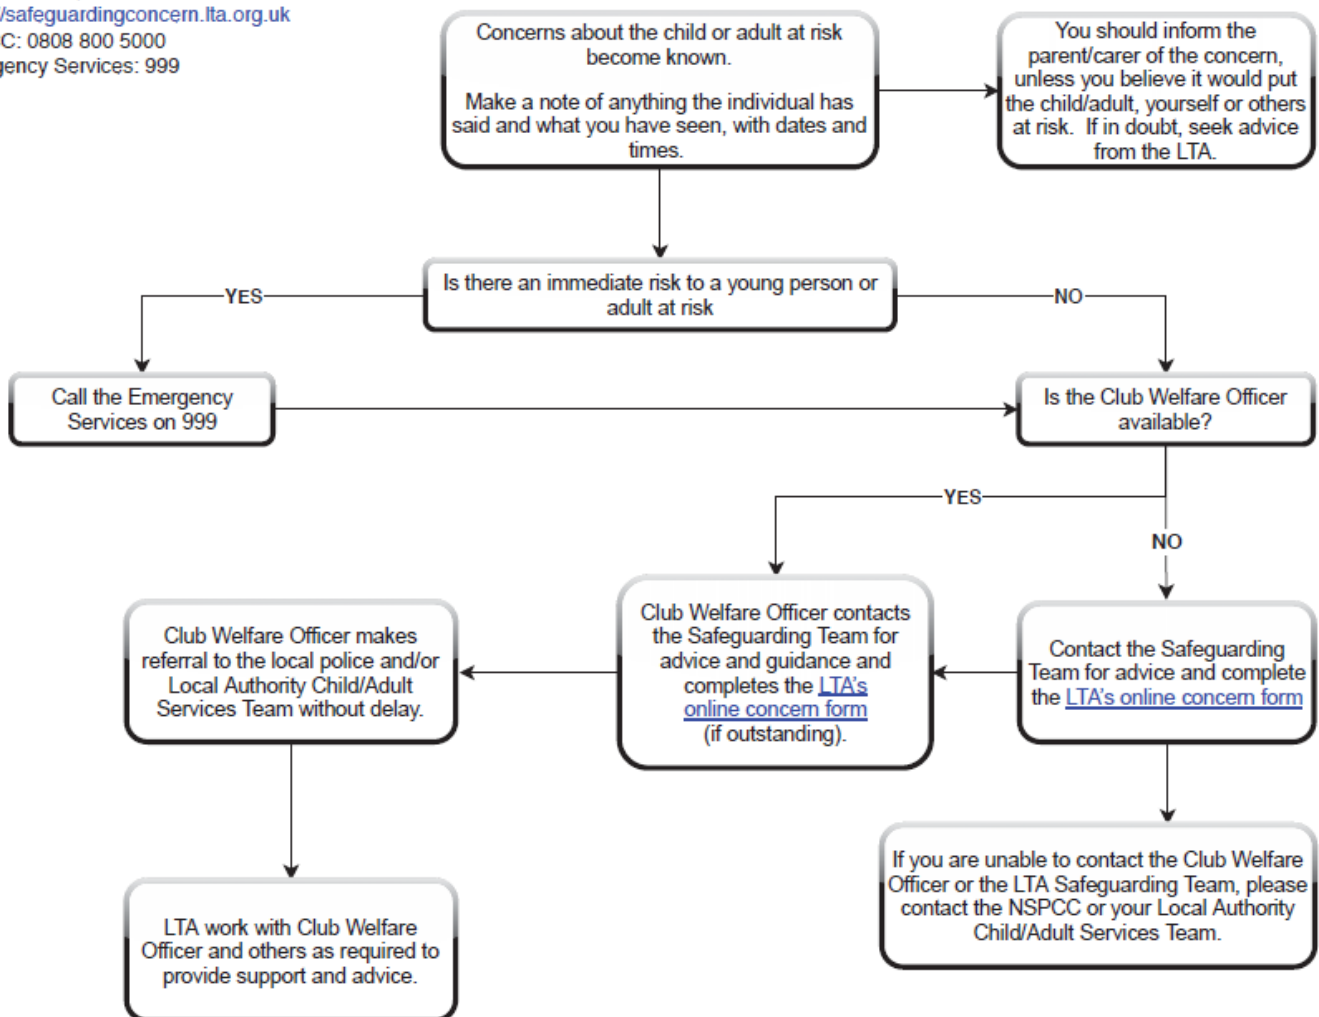 /safeguardingconcern.lta.org.uk
C: 0808 800 5000
gency Services: 999
Concerns about the child or adult at risk
become known.
Make a note of anything the individual has
said and what you have seen, with dates and
times.
You should inform the
parent/carer of the concern,
unless you believe it would put
the child/adult, yourself or others
at risk. If in doubt, seek advice
from the LTA.
Is there an immediate risk to a young person or
adult at risk
YES
NO
Call the Emergency
Services on 999
Is the Club Welfare Officer
available?
YES
NO
Club Welfare Officer makes
referral to the local police and/or
Local Authority Child/Adult
Services Team without delay.
Club Welfare Officer contacts
the Safeguarding Team for
advice and guidance and
completes the LTA's
online concern form
(if outstanding).
Contact the Safeguarding
Team for advice and complete
the LTA's online concern form
If you are unable to contact the Club Welfare
Officer or the LTA Safeguarding Team, please
contact the NSPCC or your Local Authority
Child/Adult Services Team.
LTA work with Club Welfare
Officer and others as required to
provide support and advice.